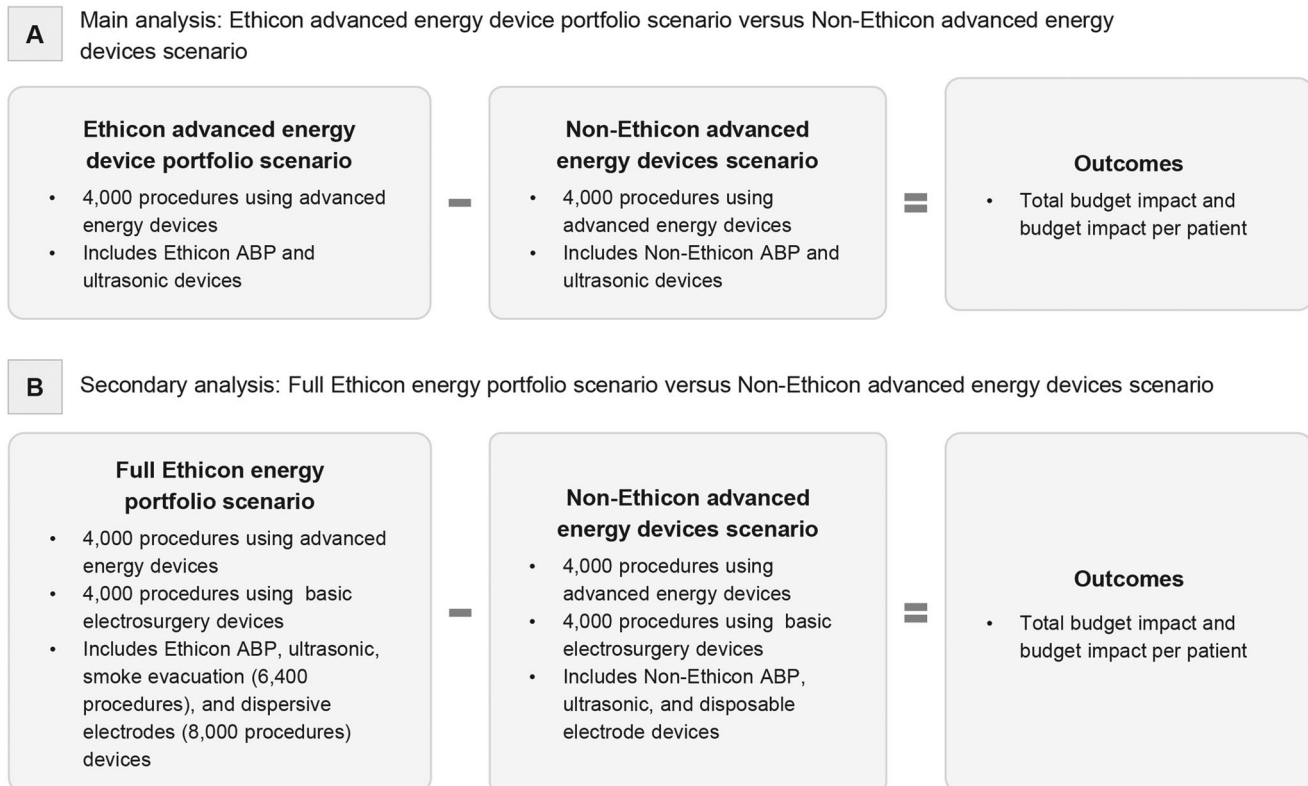 A
Main analysis: Ethicon advanced energy device portfolio scenario versus Non-Ethicon advanced energy
devices scenario
Ethicon advanced energy
device portfolio scenario
• 4,000 procedures using advanced
energy devices
• Includes Ethicon ABP and
ultrasonic devices
-
Non-Ethicon advanced
energy devices scenario
• 4,000 procedures using
advanced energy devices
• Includes Non-Ethicon ABP and
ultrasonic devices
=
Outcomes
• Total budget impact and
budget impact per patient
B
Secondary analysis: Full Ethicon energy portfolio scenario versus Non-Ethicon advanced energy devices scenario
Full Ethicon energy
portfolio scenario
• 4,000 procedures using advanced
energy devices
• 4,000 procedures using basic
electrosurgery devices
• Includes Ethicon ABP, ultrasonic,
smoke evacuation (6,400
procedures), and dispersive
electrodes (8,000 procedures)
devices
-
Non-Ethicon advanced
energy devices scenario
• 4,000 procedures using
advanced energy devices
• 4,000 procedures using basic
electrosurgery devices
• Includes Non-Ethicon ABP,
ultrasonic, and disposable
electrode devices
=
Outcomes
• Total budget impact and
budget impact per patient